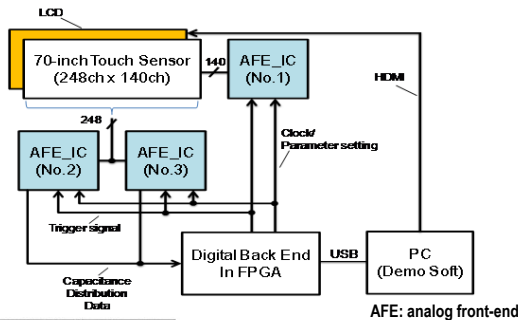 LCD
70-inch Touch Sensor
(248ch x 140ch)
140
AFE_IC
(No.1)
HDMI
248
Clock/
Parameter setting
AFE_IC
(No.2)
AFE_IC
(No.3)
Trigger signal
Digital Back End
In FPGA
USB
PC
(Demo Soft)
Capacitance
Distribution
Data
AFE: analog front-end